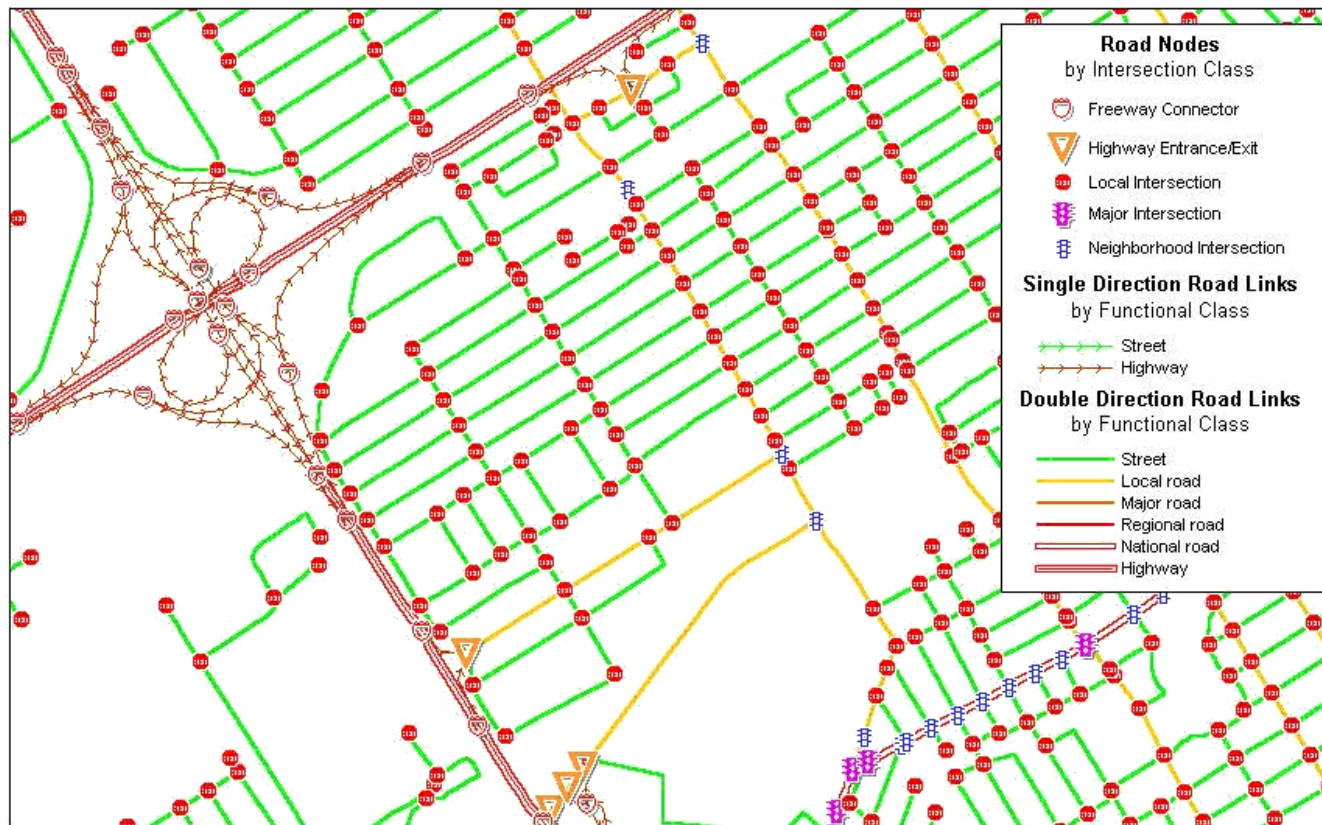 Road Nodes
by Intersection Class
Freeway Connector
Highway Entrance/Exit
Local Intersection
Major Intersection
Neighborhood Intersection
Single Direction Road Links
by Functional Class
Street
Highway
Double Direction Road Links
by Functional Class
Street
Local road
Major road
Regional road
National road
Highway